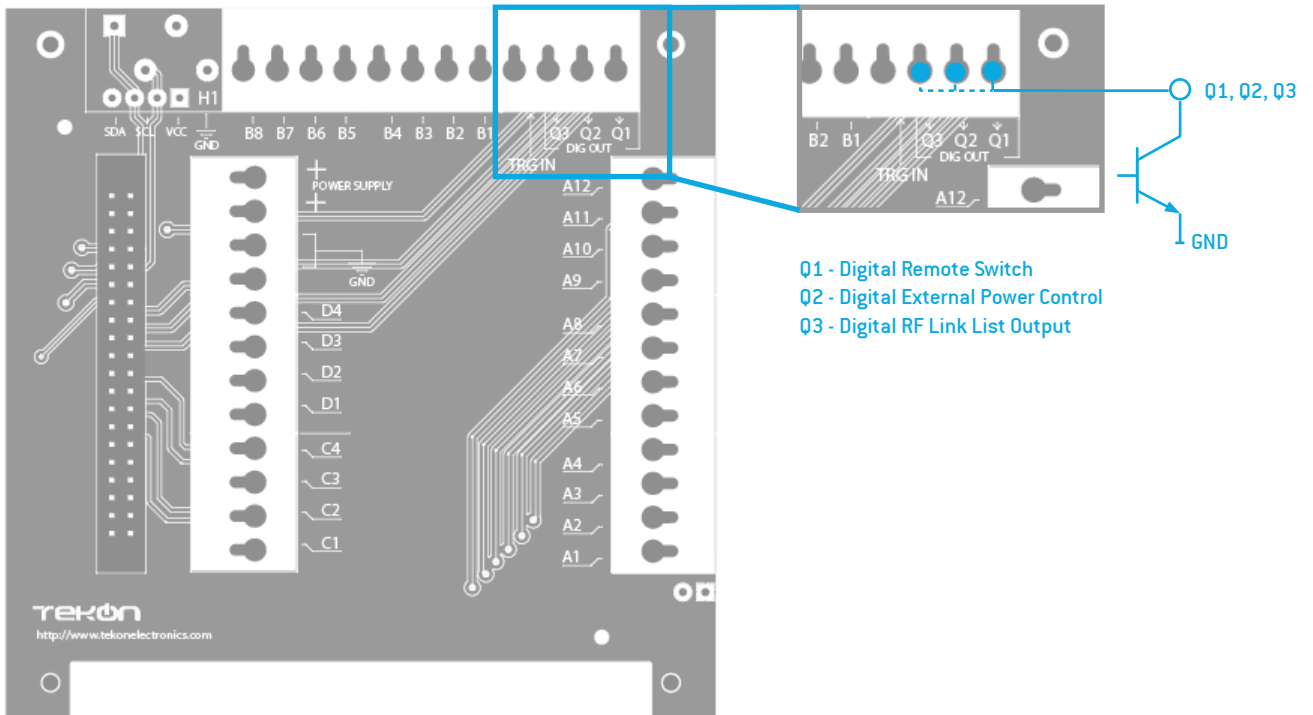 H1
SDA SCL VCC GND B8 B7 B6 B5 B4 B3 B2 B1 TRG IN Q3 Q2 Q1
DIG OUT
+
POWER SUPPLY
+
GND
D4
D3
D2
D1
C4
C3
C2
C1
A12
A11
A10
A9
A8
A7
A6
A5
A4
A3
A2
A1
TEKON
http://www.tekonelectronics.com
B2 B1 TRG IN Q3 Q2 Q1
DIG OUT
A12
Q1, Q2, Q3
GND
Q1 - Digital Remote Switch
Q2 - Digital External Power Control
Q3 - Digital RF Link List Output